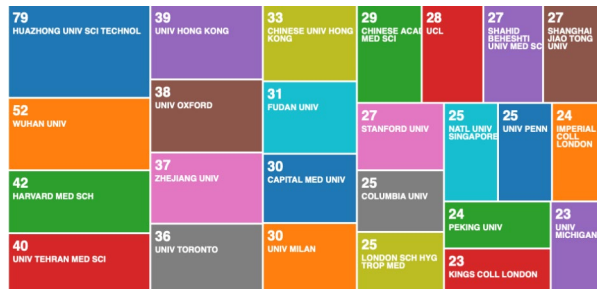 79
HUAZHONG UNIV SCI TECHNOL
52
WUHAN UNIV
42
HARVARD MED SCH
40
UNIV TEHRAN MED SCI
39
UNIV HONG KONG
38
UNIV OXFORD
37
ZHEJIANG UNIV
36
UNIV TORONTO
33
CHINESE UNIV HONG
KONG
31
FUDAN UNIV
30
CAPITAL MED UNIV
30
UNIV MILAN
29
CHINESE ACAD
MED SCI
28
UCL
27
SHAHID
BEHESHTI
UNIV MED SC
27
SHANGHAI
JIAO TONG
UNIV
27
STANFORD UNIV
25
COLUMBIA UNIV
25
LONDON SCH HYG
TROP MED
25
NATL UNIV
SINGAPORE
25
UNIV PENN
24
IMPERIAL
COLL
LONDON
24
PEKING UNIV
23
KINGS COLL LONDON
23
UNIV
MICHIGAN